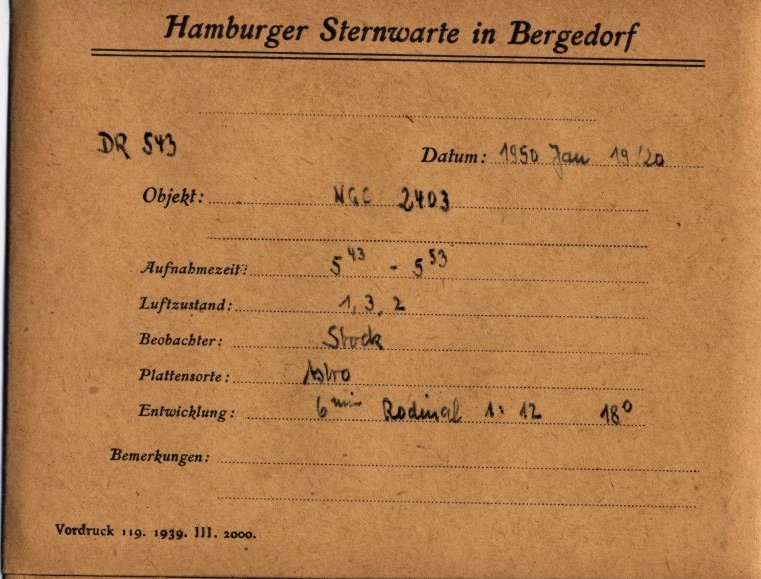 Hamburger Sternwarte in Bergedorf
DR 543 Datum: 1950 Jan 19/20
Objekt: NGC 2403
Aufnahmezeit: 5 43 - 5 53
Luftzustand: 1, 3, 2
Beobachter: Stock
Plattensorte: Astro
Entwicklung: 6 min Rodinal 1:12 18°
Bemerkungen:
Vordruck 119. 1939. III. 2000.